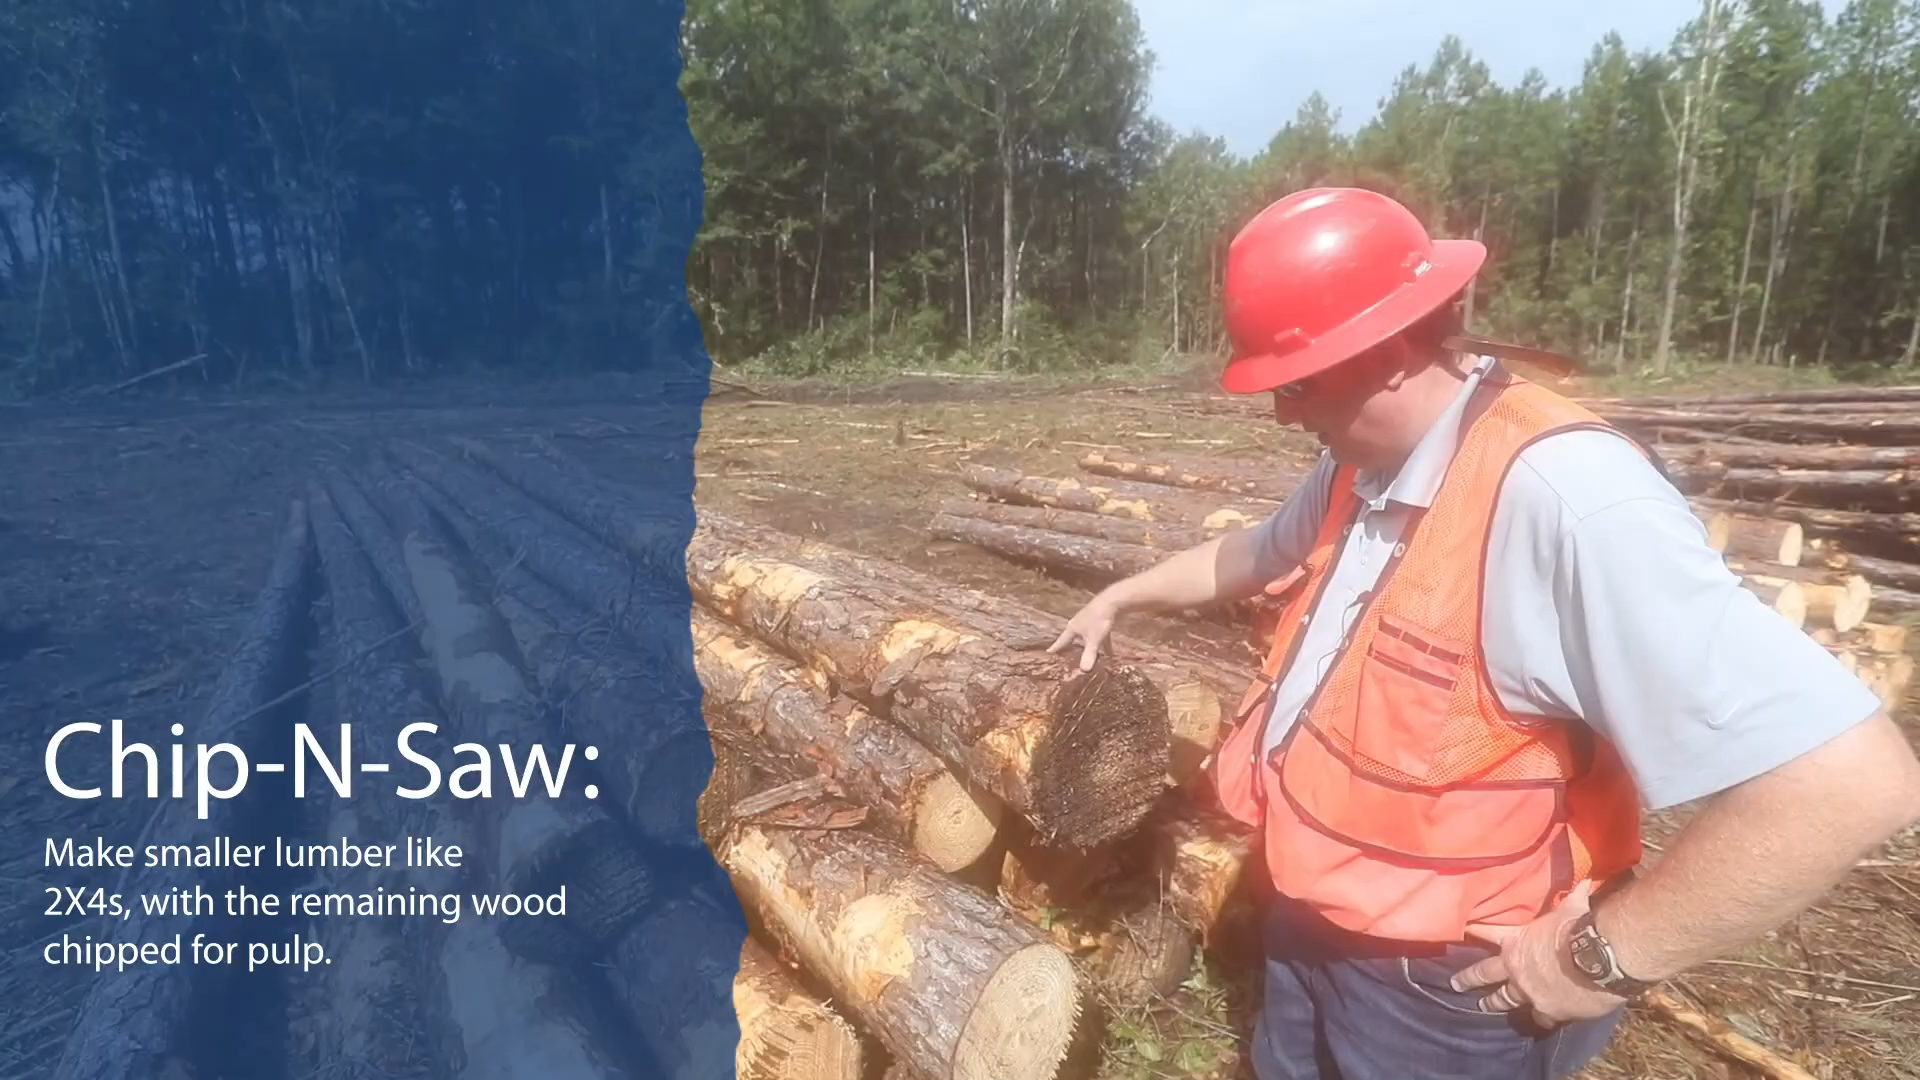 Chip-N-Saw:
Make smaller lumber like
2X4s, with the remaining wood
chipped for pulp.